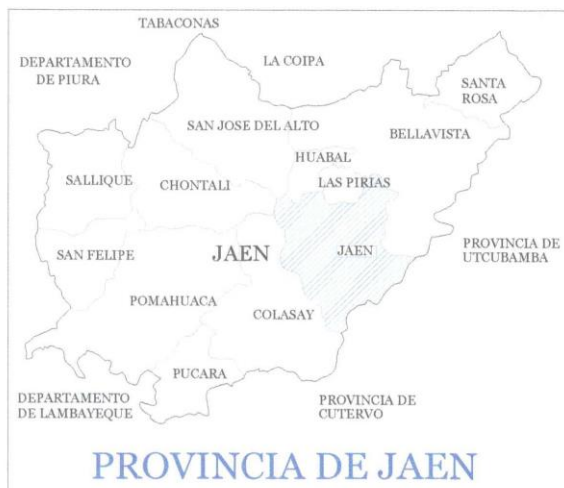 TABACONAS
DEPARTAMENTO
DE PIURA
LA COIPA
SANTA
ROSA
SAN JOSE DEL ALTO
BELLAVISTA
HUABAL
SALLIQUE
CHONTALI
LAS PIRIAS
SAN FELIPE
JAEN
JAEN
PROVINCIA DE
UTCUBAMBA
POMAHUACA
COLASAY
PUCARA
DEPARTAMENTO
DE LAMBAYEQUE
PROVINCIA DE
CUTERVO
PROVINCIA DE JAEN